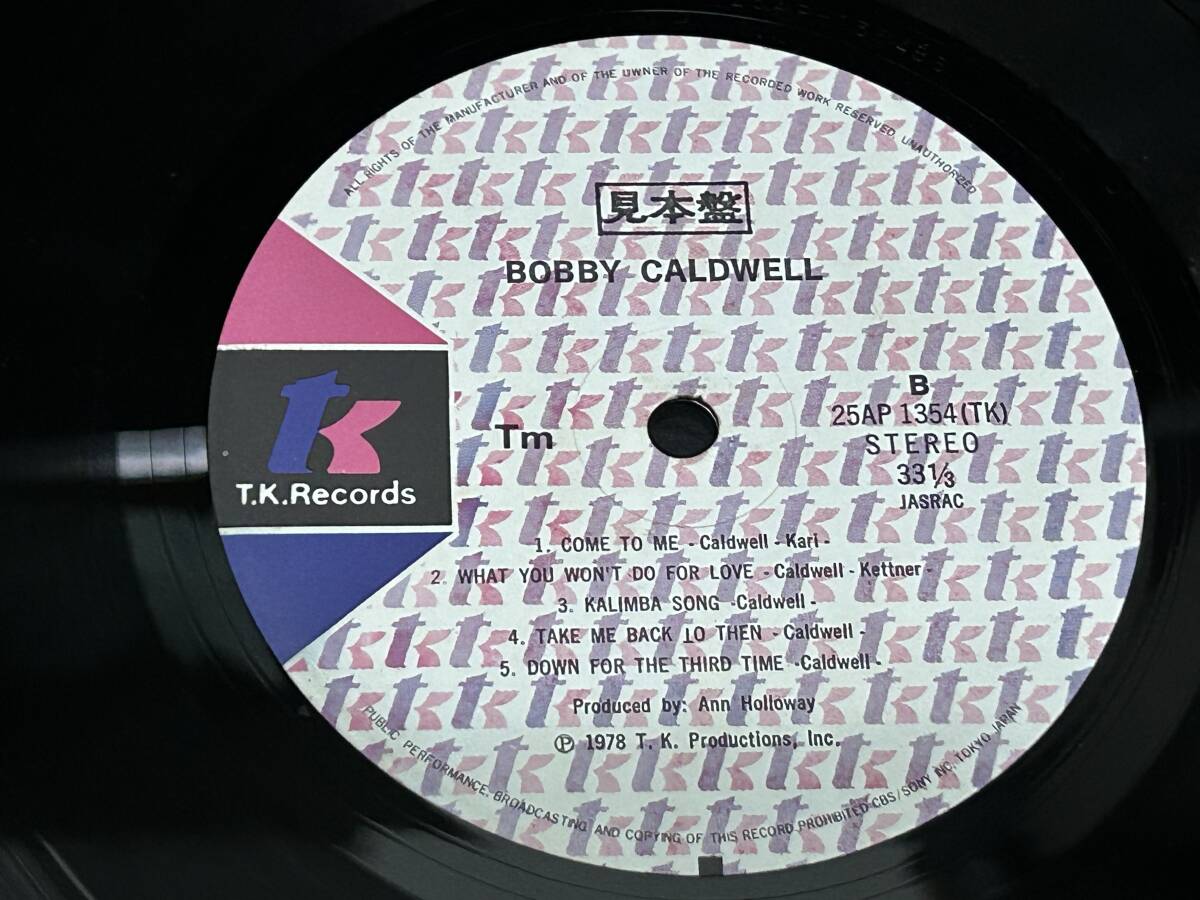 ALL RIGHTS OF THE MANUFACTURER AND OF THE OWNER OF THE RECORDED WORK RESERVED. UNAUTHORIZED
見本盤
BOBBY CALDWELL
tk
T.K.Records
Tm
B
25AP 1354(TK)
STEREO
33⅓
JASRAC
1. COME TO ME - Caldwell - Kari -
2. WHAT YOU WON'T DO FOR LOVE - Caldwell - Kettner -
3. KALIMBA SONG -Caldwell -
4. TAKE ME BACK TO THEN - Caldwell -
5. DOWN FOR THE THIRD TIME -Caldwell -
Produced by: Ann Holloway
Ⓟ 1978 T. K. Productions, Inc.
PUBLIC PERFORMANCE. BROADCASTING AND COPYING OF THIS RECORD PROHIBITED-CBS/SONY INC. TOKYO JAPAN